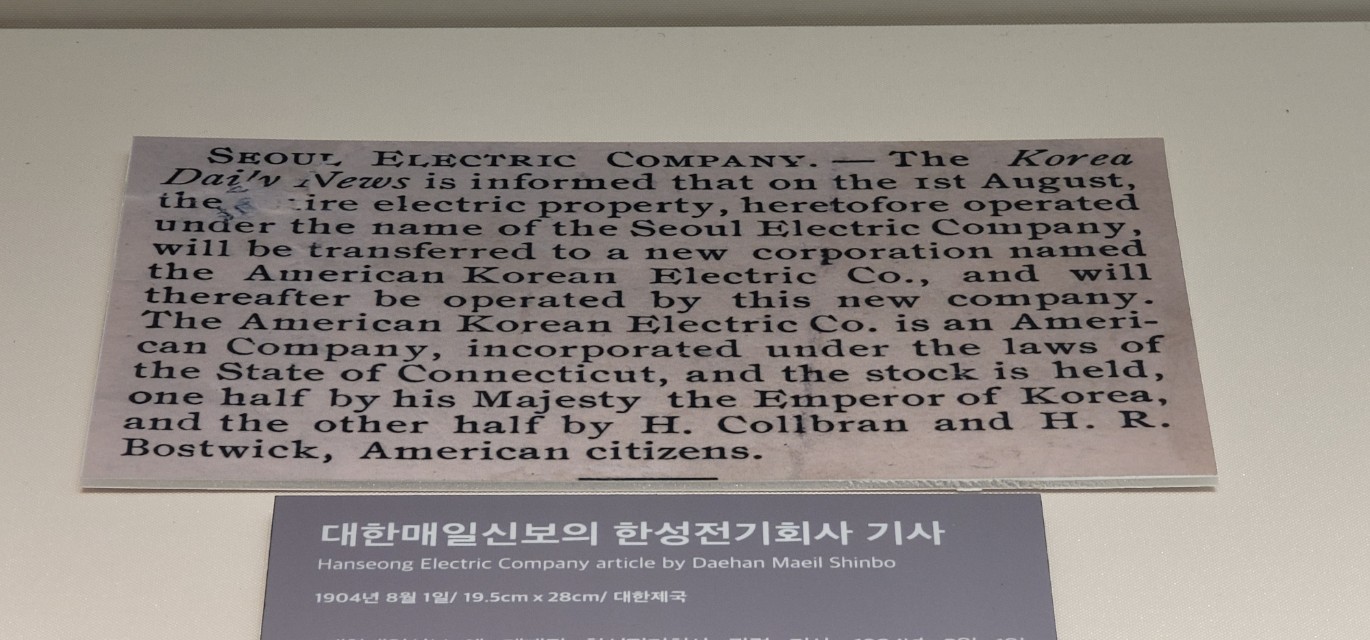 SEOUL ELECTRIC COMPANY. — The Korea
Daily News is informed that on the 1st August,
the ire electric property, heretofore operated
under the name of the Seoul Electric Company,
will be transferred to a new corporation named
the American Korean Electric Co., and will
thereafter be operated by this new company.
The American Korean Electric Co. is an Ameri-
can Company, incorporated under the laws of
the State of Connecticut, and the stock is held,
one half by his Majesty the Emperor of Korea,
and the other half by H. Collbran and H. R.
Bostwick, American citizens.
대한매일신보의 한성전기회사 기사
Hanseong Electric Company article by Daehan Maeil Shinbo
1904년 8월 1일/ 19.5cm x 28cm/ 대한제국